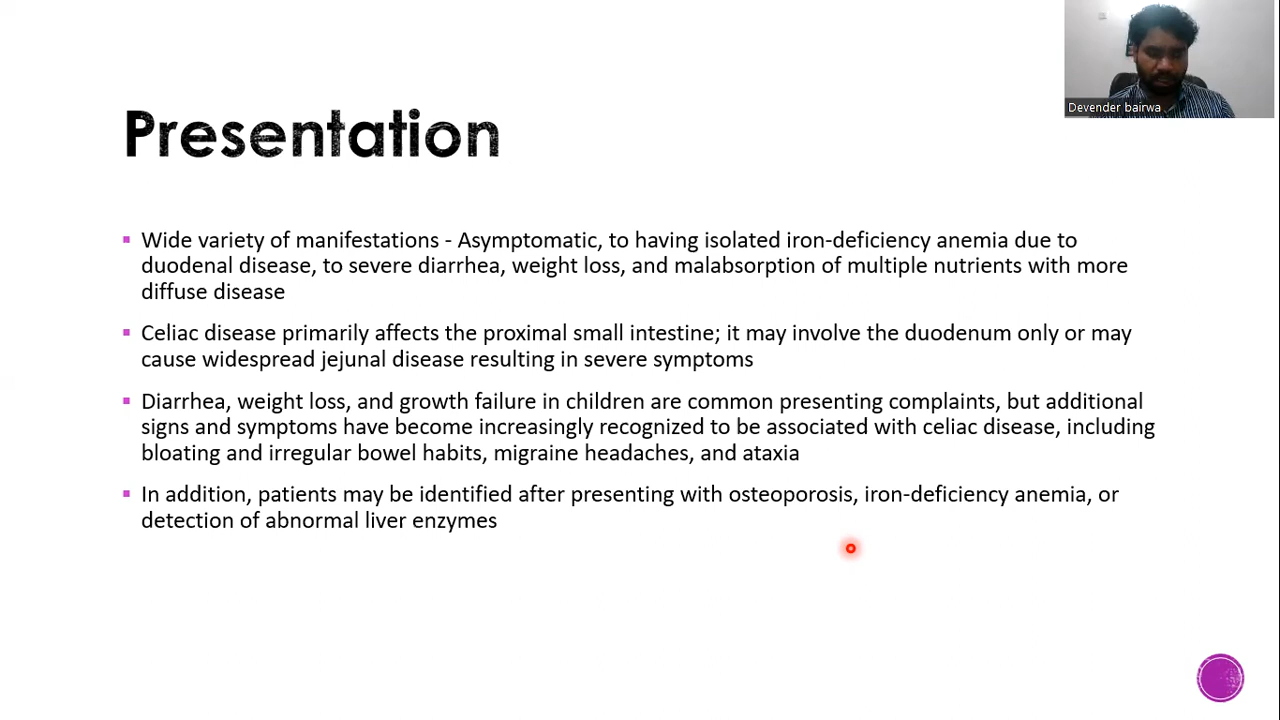 Devender bairwa
Presentation
Wide variety of manifestations - Asymptomatic, to having isolated iron-deficiency anemia due to
duodenal disease, to severe diarrhea, weight loss, and malabsorption of multiple nutrients with more
diffuse disease
Celiac disease primarily affects the proximal small intestine; it may involve the duodenum only or may
cause widespread jejunal disease resulting in severe symptoms
Diarrhea, weight loss, and growth failure in children are common presenting complaints, but additional
signs and symptoms have become increasingly recognized to be associated with celiac disease, including
bloating and irregular bowel habits, migraine headaches, and ataxia
In addition, patients may be identified after presenting with osteoporosis, iron-deficiency anemia, or
detection of abnormal liver enzymes